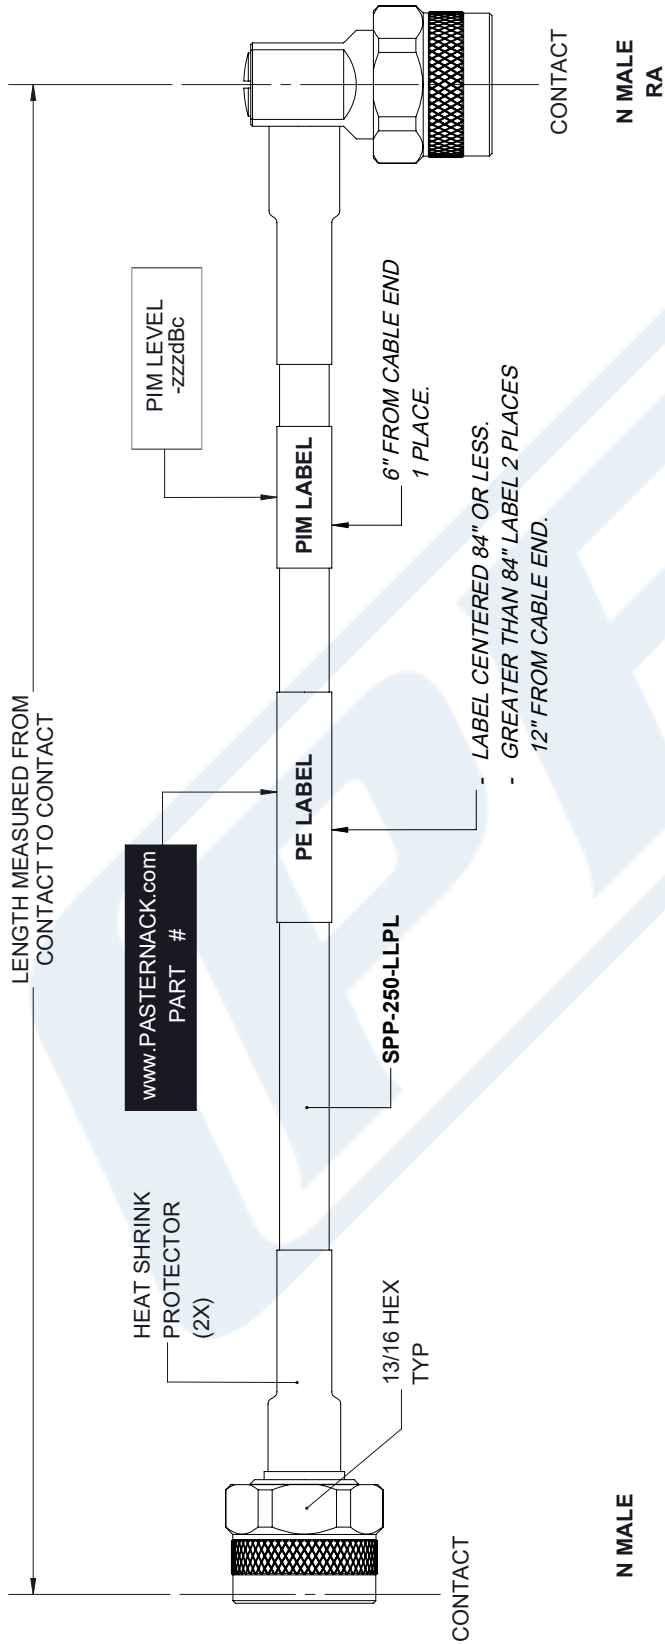 LENGTH MEASURED FROM
CONTACT TO CONTACT
www.PASTERNACK.com
PART #
PIM LEVEL
-zzzdBc
HEAT SHRINK
PROTECTOR
(2X)
PE LABEL
PIM LABEL
13/16 HEX
TYP
SPP-250-LLPL
6" FROM CABLE END
1 PLACE.
- LABEL CENTERED 84" OR LESS.
- GREATER THAN 84" LABEL 2 PLACES
12" FROM CABLE END.
CONTACT
CONTACT
N MALE
N MALE
RA